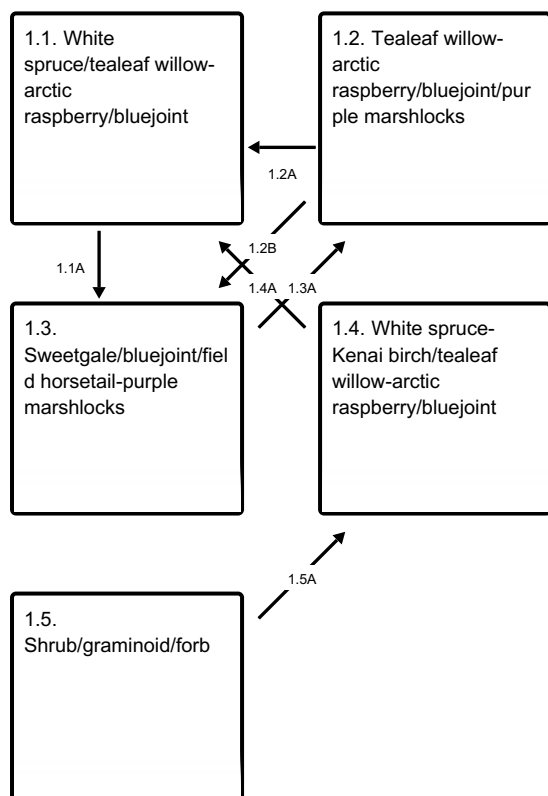 1.1. White
spruce/tealeaf willow-
arctic
raspberry/bluejoint
1.2. Tealeaf willow-
arctic
raspberry/bluejoint/pur
ple marshlocks
1.2A
1.1A
1.2B
1.4A
1.3A
1.3.
Sweetgale/bluejoint/fiel
d horsetail-purple
marshlocks
1.4. White spruce-
Kenai birch/tealeaf
willow-arctic
raspberry/bluejoint
1.5A
1.5.
Shrub/graminoid/forb